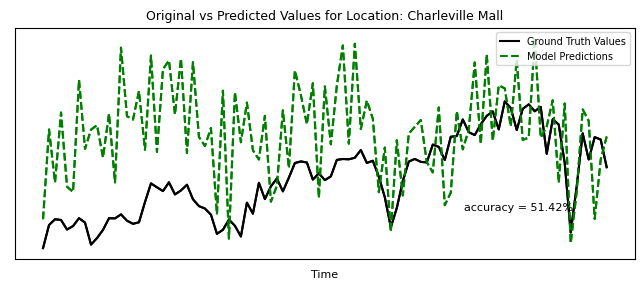 Original vs Predicted Values for Location: Charleville Mall
Ground Truth Values
Model Predictions
accuracy = 51.42%
Time